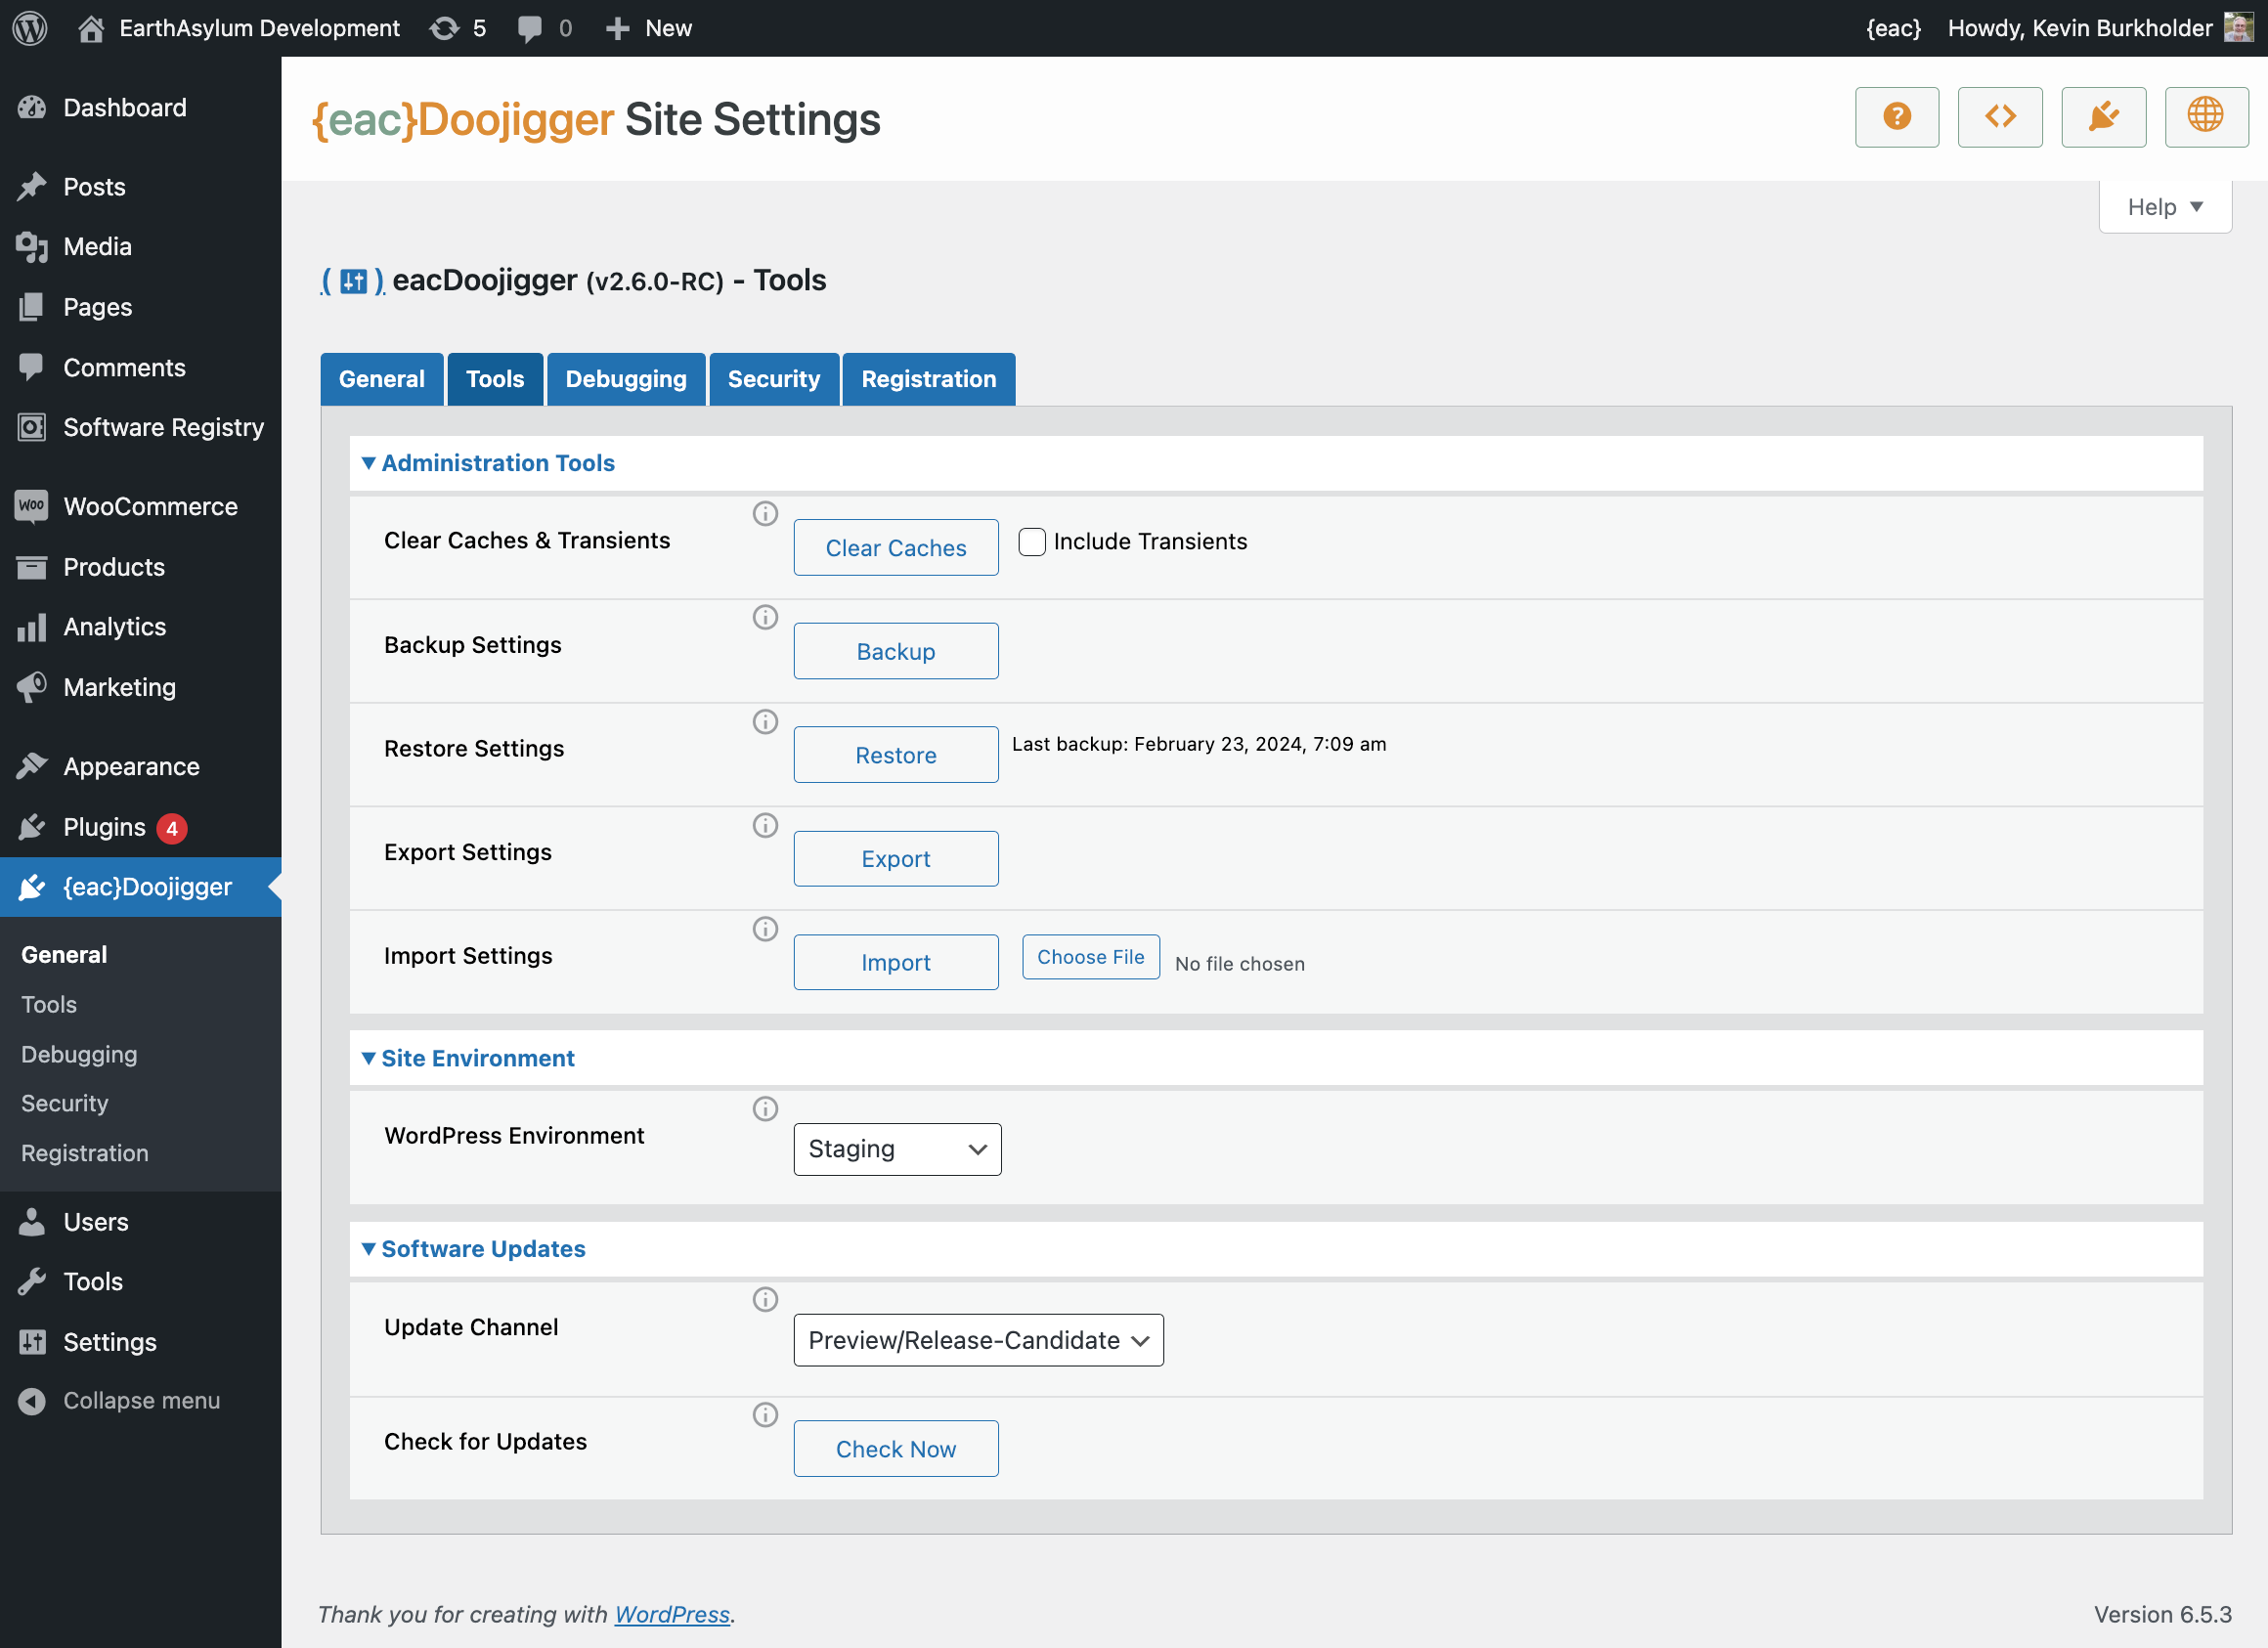 EarthAsylum Development 5 0 New {eac} Howdy, Kevin Burkholder
Dashboard
Posts
Media
Pages
Comments
Software Registry
WooCommerce
Products
Analytics
Marketing
Appearance
Plugins 4
{eac}Doojigger
General
Tools
Debugging
Security
Registration
Users
Tools
Settings
Collapse menu
{eac}Doojigger Site Settings
Help ▼
eacDoojigger (v2.6.0-RC) - Tools
General Tools Debugging Security Registration
▼ Administration Tools
Clear Caches & Transients Clear Caches Include Transients
Backup Settings Backup
Restore Settings Restore Last backup: February 23, 2024, 7:09 am
Export Settings Export
Import Settings Import Choose File No file chosen
▼ Site Environment
WordPress Environment Staging
▼ Software Updates
Update Channel Preview/Release-Candidate
Check for Updates Check Now
Thank you for creating with WordPress. Version 6.5.3